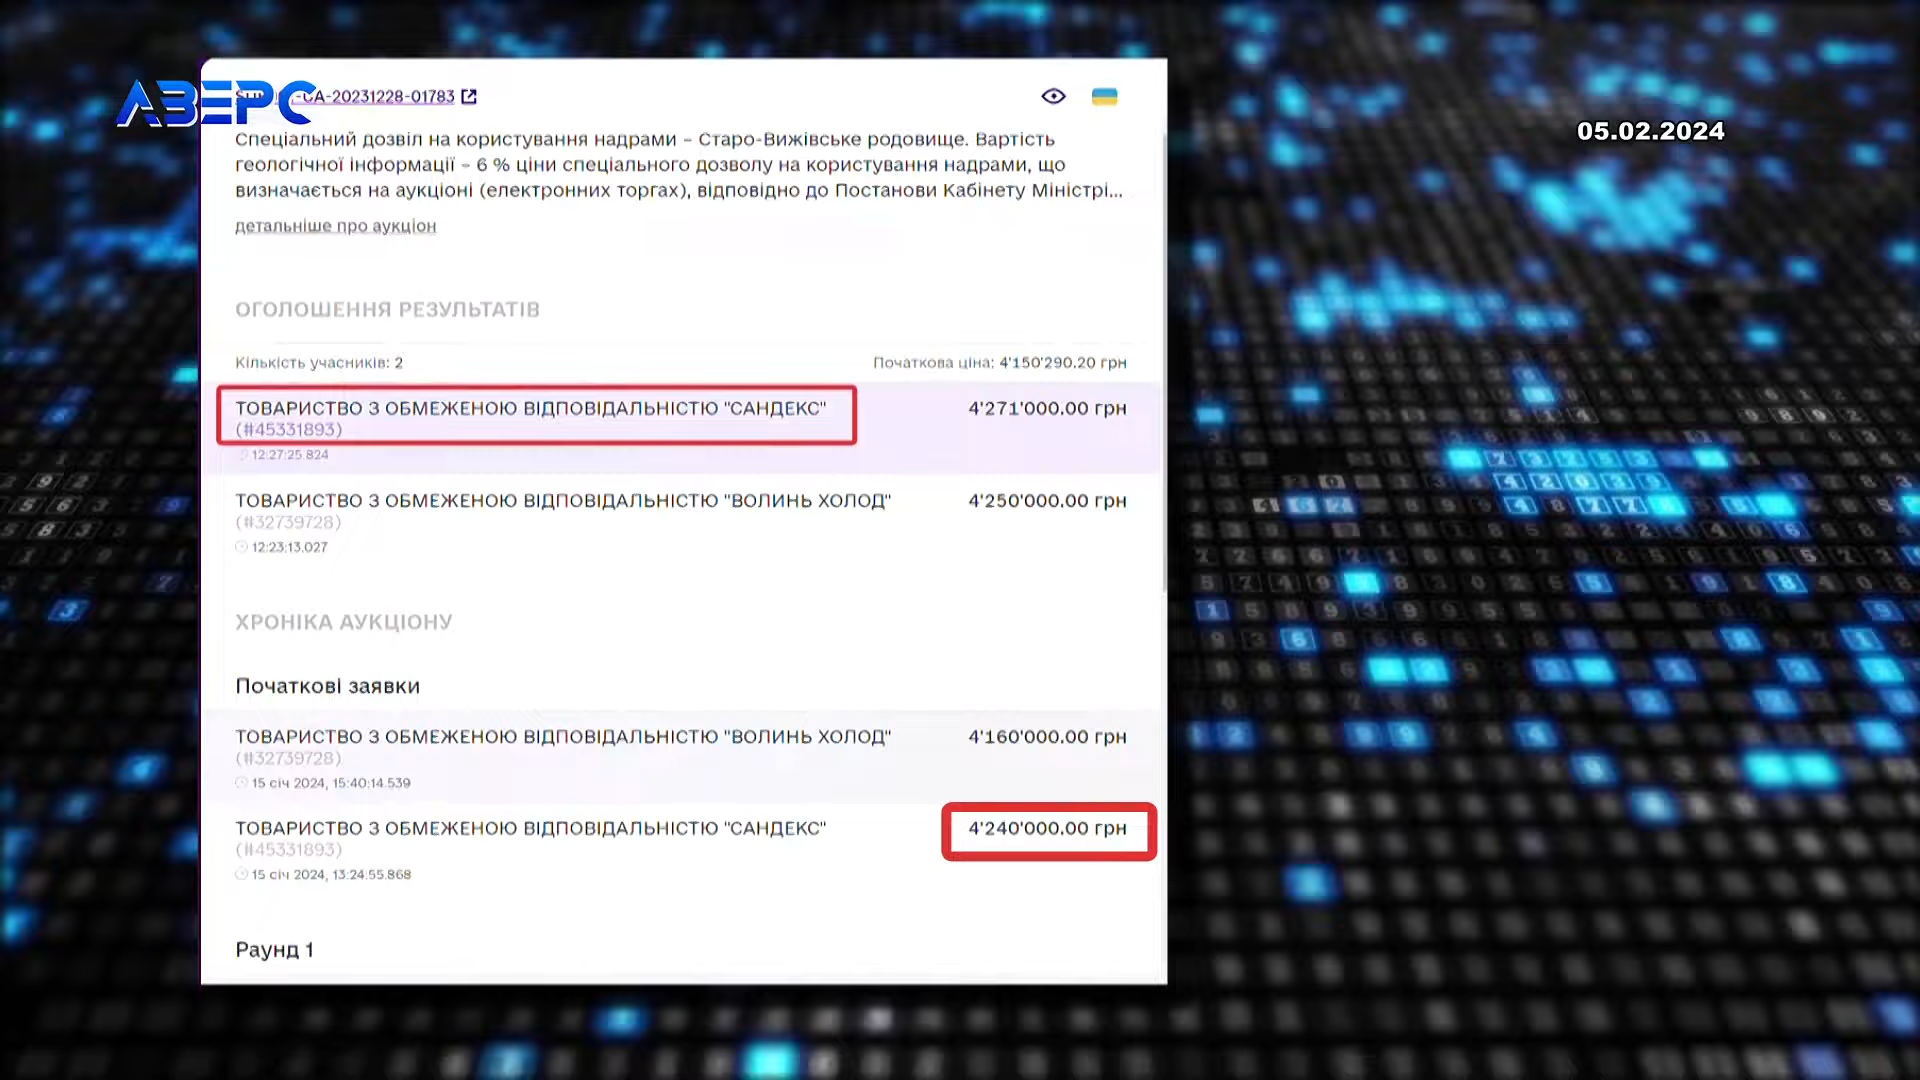 АВЕРС
-UA-20231228-01783
05.02.2024
Спеціальний дозвіл на користування надрами – Старо-Вижівське родовище. Вартість
геологічної інформації – 6 % ціни спеціального дозволу на користування надрами, що
визначається на аукціоні (електронних торгах), відповідно до Постанови Кабінету Міністрі...
детальніше про аукціон
ОГОЛОШЕННЯ РЕЗУЛЬТАТІВ
Кількість учасників: 2
Початкова ціна: 4'150'290.20 грн
ТОВАРИСТВО З ОБМЕЖЕНОЮ ВІДПОВІДАЛЬНІСТЮ "САНДЕКС"
4'271'000.00 грн
(#45331893)
12:27:25.824
ТОВАРИСТВО З ОБМЕЖЕНОЮ ВІДПОВІДАЛЬНІСТЮ "ВОЛИНЬ ХОЛОД"
4'250'000.00 грн
(#32739728)
12:23:13.027
ХРОНІКА АУКЦІОНУ
Початкові заявки
ТОВАРИСТВО З ОБМЕЖЕНОЮ ВІДПОВІДАЛЬНІСТЮ "ВОЛИНЬ ХОЛОД"
4'160'000.00 грн
(#32739728)
15 січ 2024, 15:40:14.539
ТОВАРИСТВО З ОБМЕЖЕНОЮ ВІДПОВІДАЛЬНІСТЮ "САНДЕКС"
4'240'000.00 грн
(#45331893)
15 січ 2024, 13:24:55.868
Раунд 1